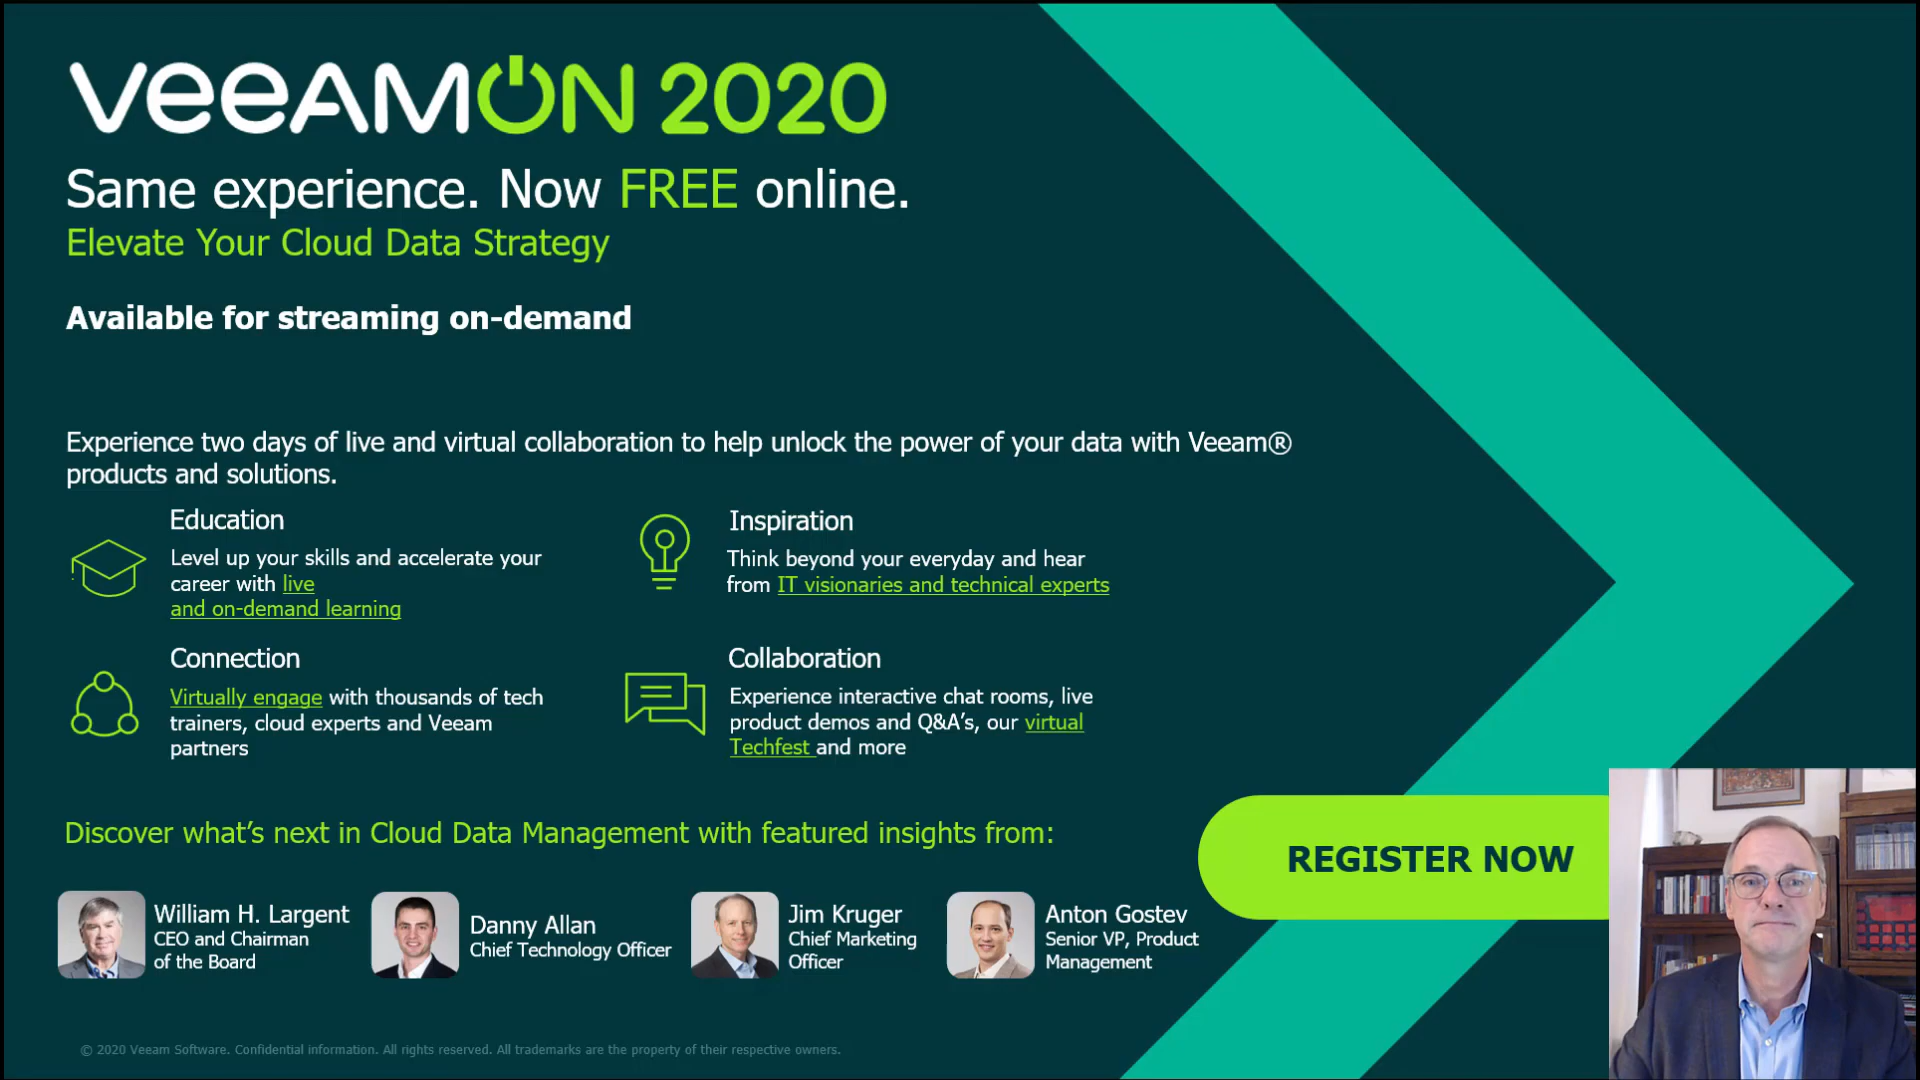 VeeAMON 2020
Same experience. Now FREE online.
Elevate Your Cloud Data Strategy
Available for streaming on-demand
Experience two days of live and virtual collaboration to help unlock the power of your data with Veeam®
products and solutions.
Education
Level up your skills and accelerate your
career with live
and on-demand learning
Inspiration
Think beyond your everyday and hear
from IT visionaries and technical experts
Connection
Virtually engage with thousands of tech
trainers, cloud experts and Veeam
partners
Collaboration
Experience interactive chat rooms, live
product demos and Q&A’s, our virtual
Techfest and more
Discover what’s next in Cloud Data Management with featured insights from:
REGISTER NOW
William H. Largent
CEO and Chairman
of the Board
Danny Allan
Chief Technology Officer
Jim Kruger
Chief Marketing
Officer
Anton Gostev
Senior VP, Product
Management
© 2020 Veeam Software. Confidential information. All rights reserved. All trademarks are the property of their respective owners.